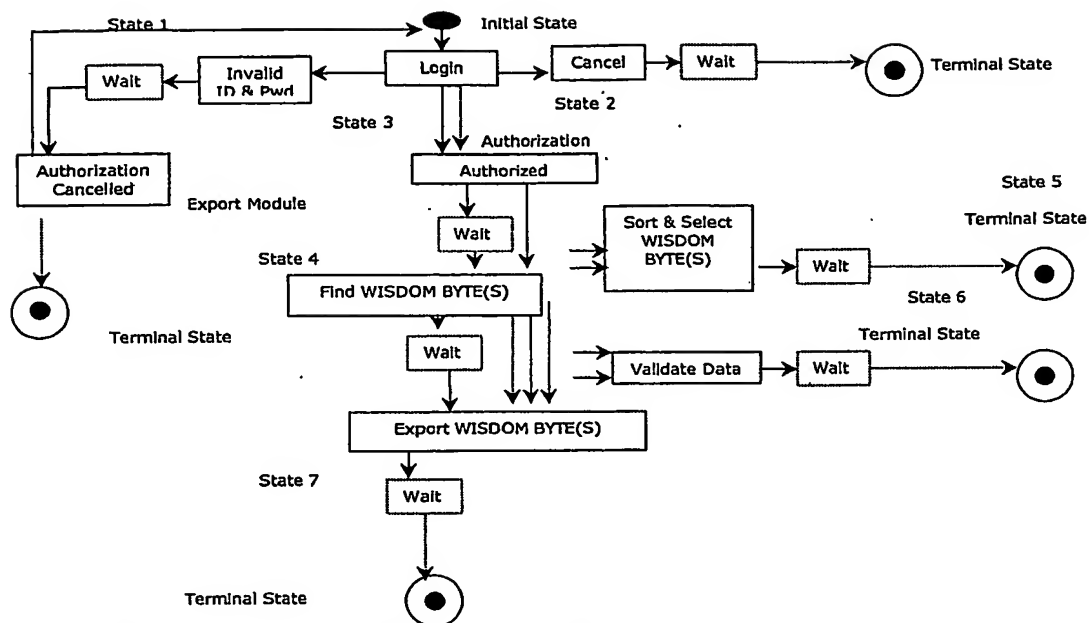 State 1
Initial State
Login
Cancel
Wait
Terminal State
Wait
Invalid
ID & Pwd
State 2
State 3
Authorization
Authorized
Authorization
Cancelled
Export Module
State 5
Terminal State
Sort & Select
WISDOM
BYTE(S)
Wait
Wait
State 4
Find WISDOM BYTE(S)
State 6
Terminal State
Terminal State
Wait
Validate Data
Wait
Export WISDOM BYTE(S)
State 7
Wait
Terminal State